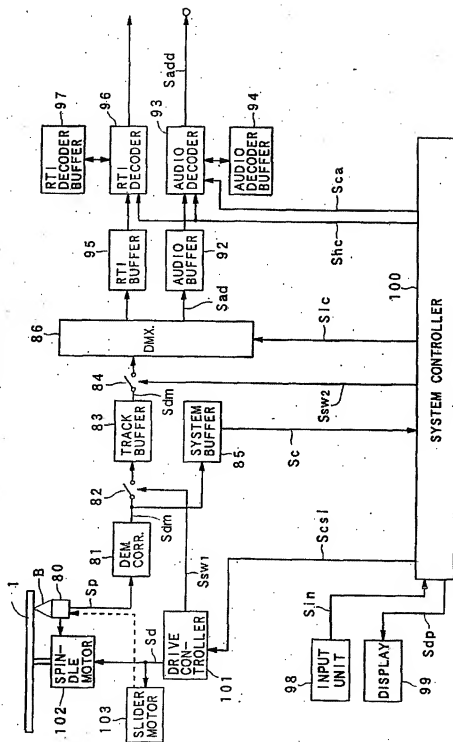 1
B
80
Sp
SPIN-
DLE
MOTOR
102
SLIDER
MOTOR
103
Sd
DRIVE
CON-
TROLLER
101
DEM.
CORR.
81
Sdm
82
Ssw1
TRACK
BUFFER
83
Sdm
84
SYSTEM
BUFFER
85
Sc
Ssw2
86
DMX.
Slc
RTI
BUFFER
95
AUDIO
BUFFER
92
Sad
RTI
DECODER
BUFFER
97
RTI
DECODER
96
AUDIO
DECODER
93
AUDIO
DECODER
BUFFER
94
Sadd
Sca
Shc
Scsl
INPUT
UNIT
98
Sin
DISPLAY
99
Sdp
100
SYSTEM CONTROLLER